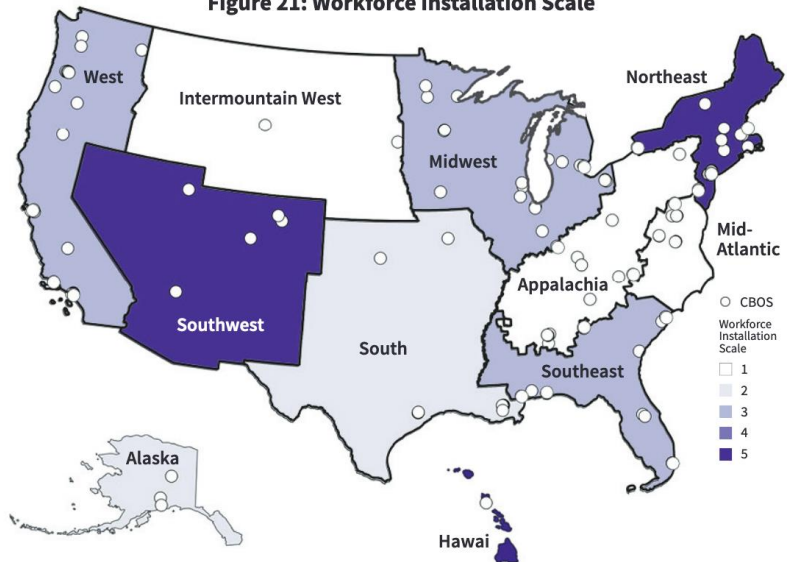 Figure 21: Workforce Installation Scale
West
Intermountain West
Midwest
Northeast
Mid-
Atlantic
Appalachia
Southwest
South
Southeast
Alaska
Hawai
CBOS
Workforce
Installation
Scale
1
2
3
4
5